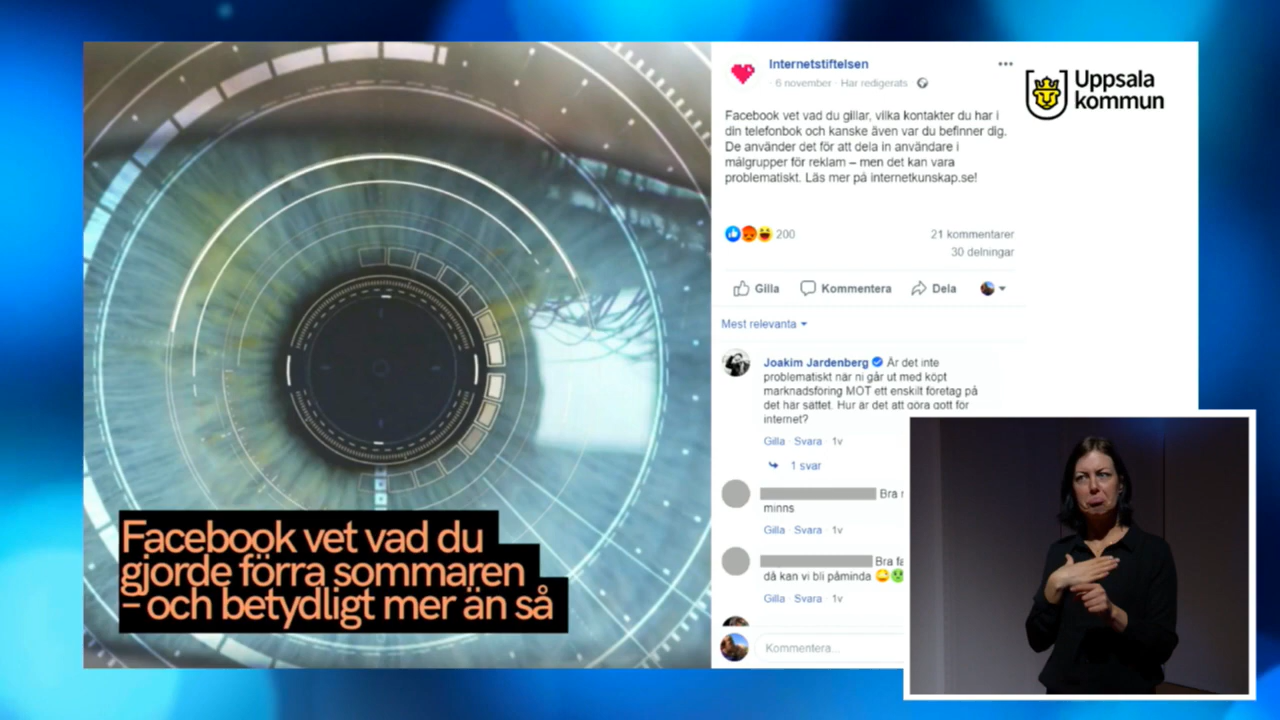 Facebook vet vad du
gjorde förra sommaren
– och betydligt mer än så
Internetstiftelsen
· 6 november · Har redigerats ·
Facebook vet vad du gillar, vilka kontakter du har i
din telefonbok och kanske även var du befinner dig.
De använder det för att dela in användare i
målgrupper för reklam – men det kan vara
problematiskt. Läs mer på internetkunskap.se!
200
21 kommentarer
30 delningar
Gilla Kommentera Dela
Mest relevanta
Joakim Jardenberg Är det inte
problematiskt när ni går ut med köpt
marknadsföring MOT ett enskilt företag på
det här sättet. Hur är det att göra gott för
internet?
Gilla · Svara · 1v
1 svar
Bra
minns
Gilla · Svara · 1v
Bra
då kan vi bli påminda
Gilla · Svara · 1v
Kommentera...
Uppsala
kommun